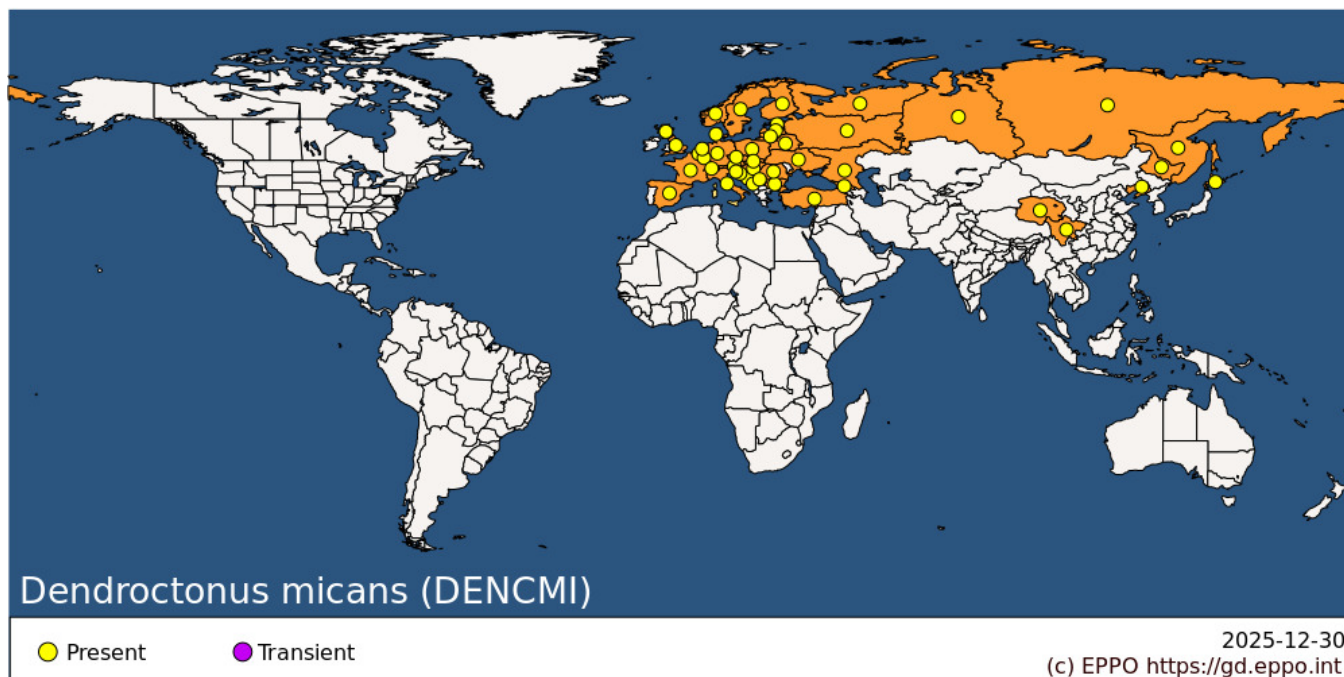 Dendroctonus micans (DENCMI)
Present
Transient
2025-12-30
(c) EPPO https://gd.eppo.int